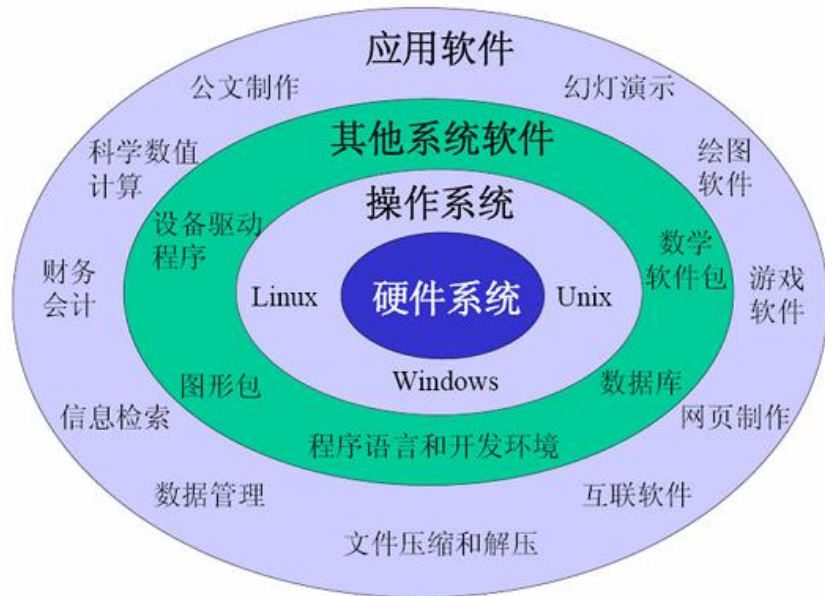 应用软件
公文制作
幻灯演示
其他系统软件
科学数值
计算
绘图
软件
操作系统
设备驱动
程序
数学
软件包
财务
会计
Linux
硬件系统
Unix
游戏
软件
Windows
图形包
数据库
信息检索
网页制作
程序语言和开发环境
数据管理
互联软件
文件压缩和解压